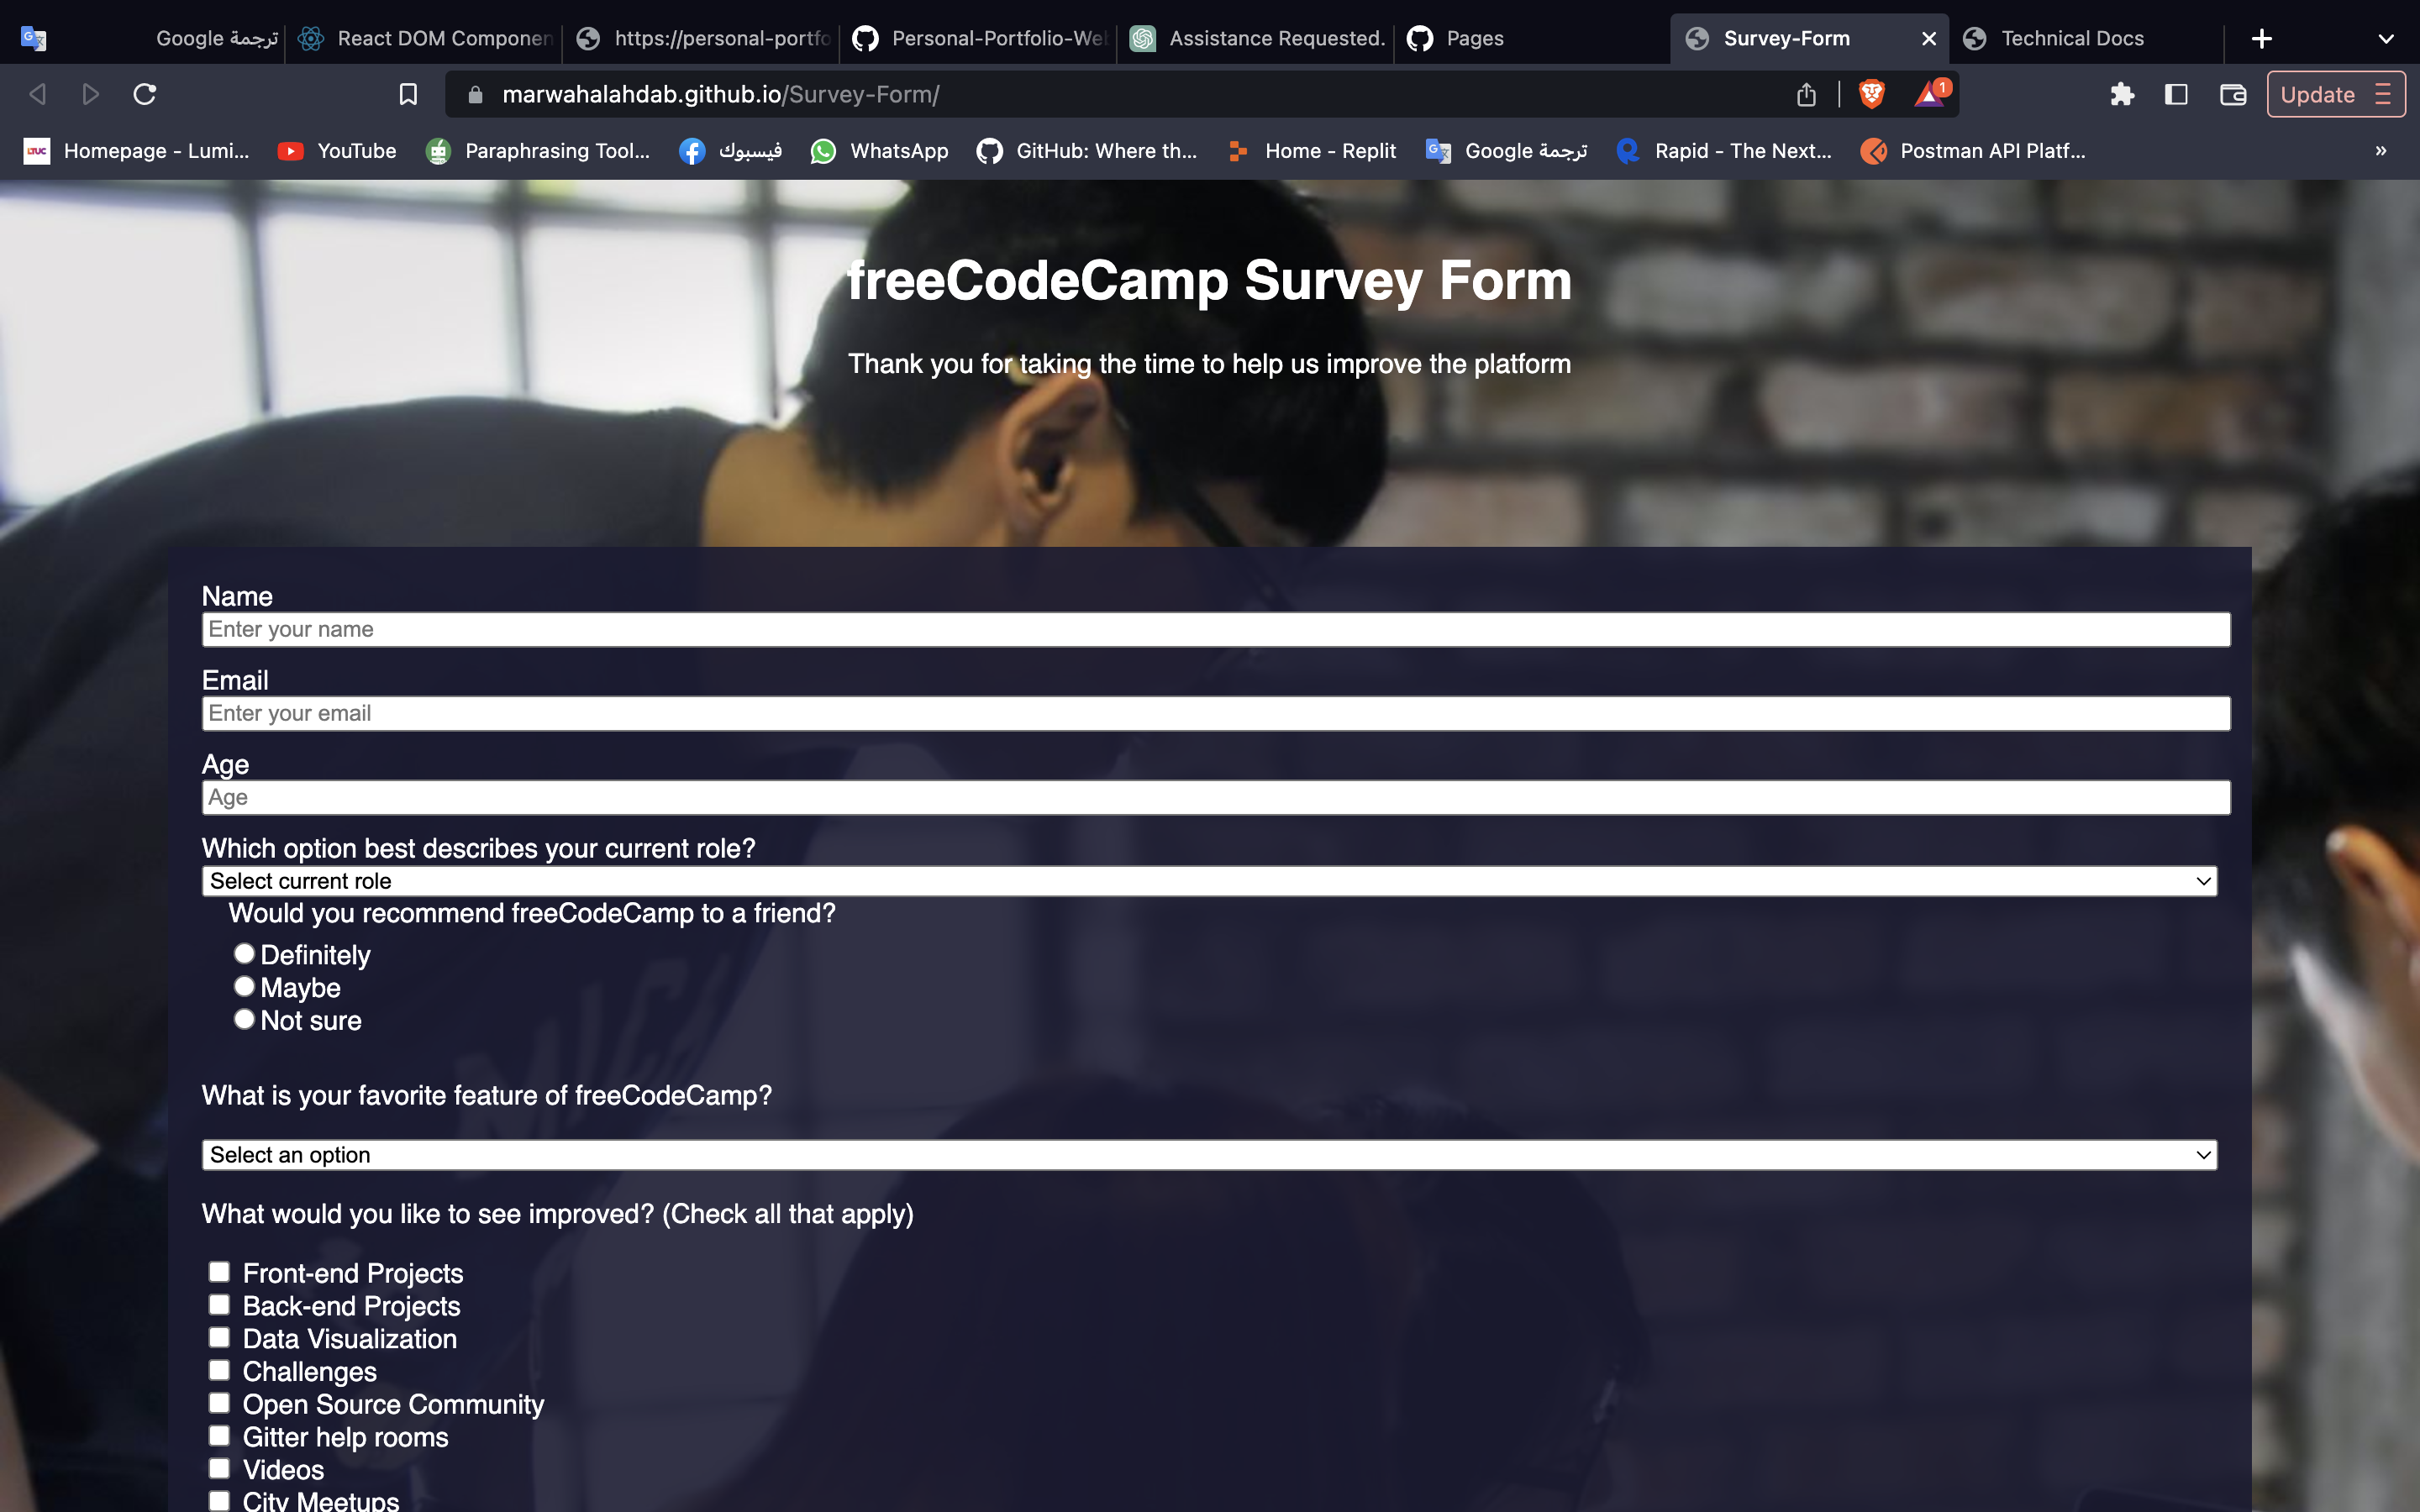 Google ترجمة
React DOM Componen
https://personal-portfo
Personal-Portfolio-Web
Assistance Requested.
Pages
Survey-Form
Technical Docs
marwahalahdab.github.io/Survey-Form/
1
Update
Homepage - Lumi...
YouTube
Paraphrasing Tool...
فيسبوك
WhatsApp
GitHub: Where th...
Home - Replit
Google ترجمة
Rapid - The Next...
Postman API Platf...
»
freeCodeCamp Survey Form
Thank you for taking the time to help us improve the platform
Name
Enter your name
Email
Enter your email
Age
Age
Which option best describes your current role?
Select current role
Would you recommend freeCodeCamp to a friend?
Definitely
Maybe
Not sure
What is your favorite feature of freeCodeCamp?
Select an option
What would you like to see improved? (Check all that apply)
Front-end Projects
Back-end Projects
Data Visualization
Challenges
Open Source Community
Gitter help rooms
Videos
City Meetups